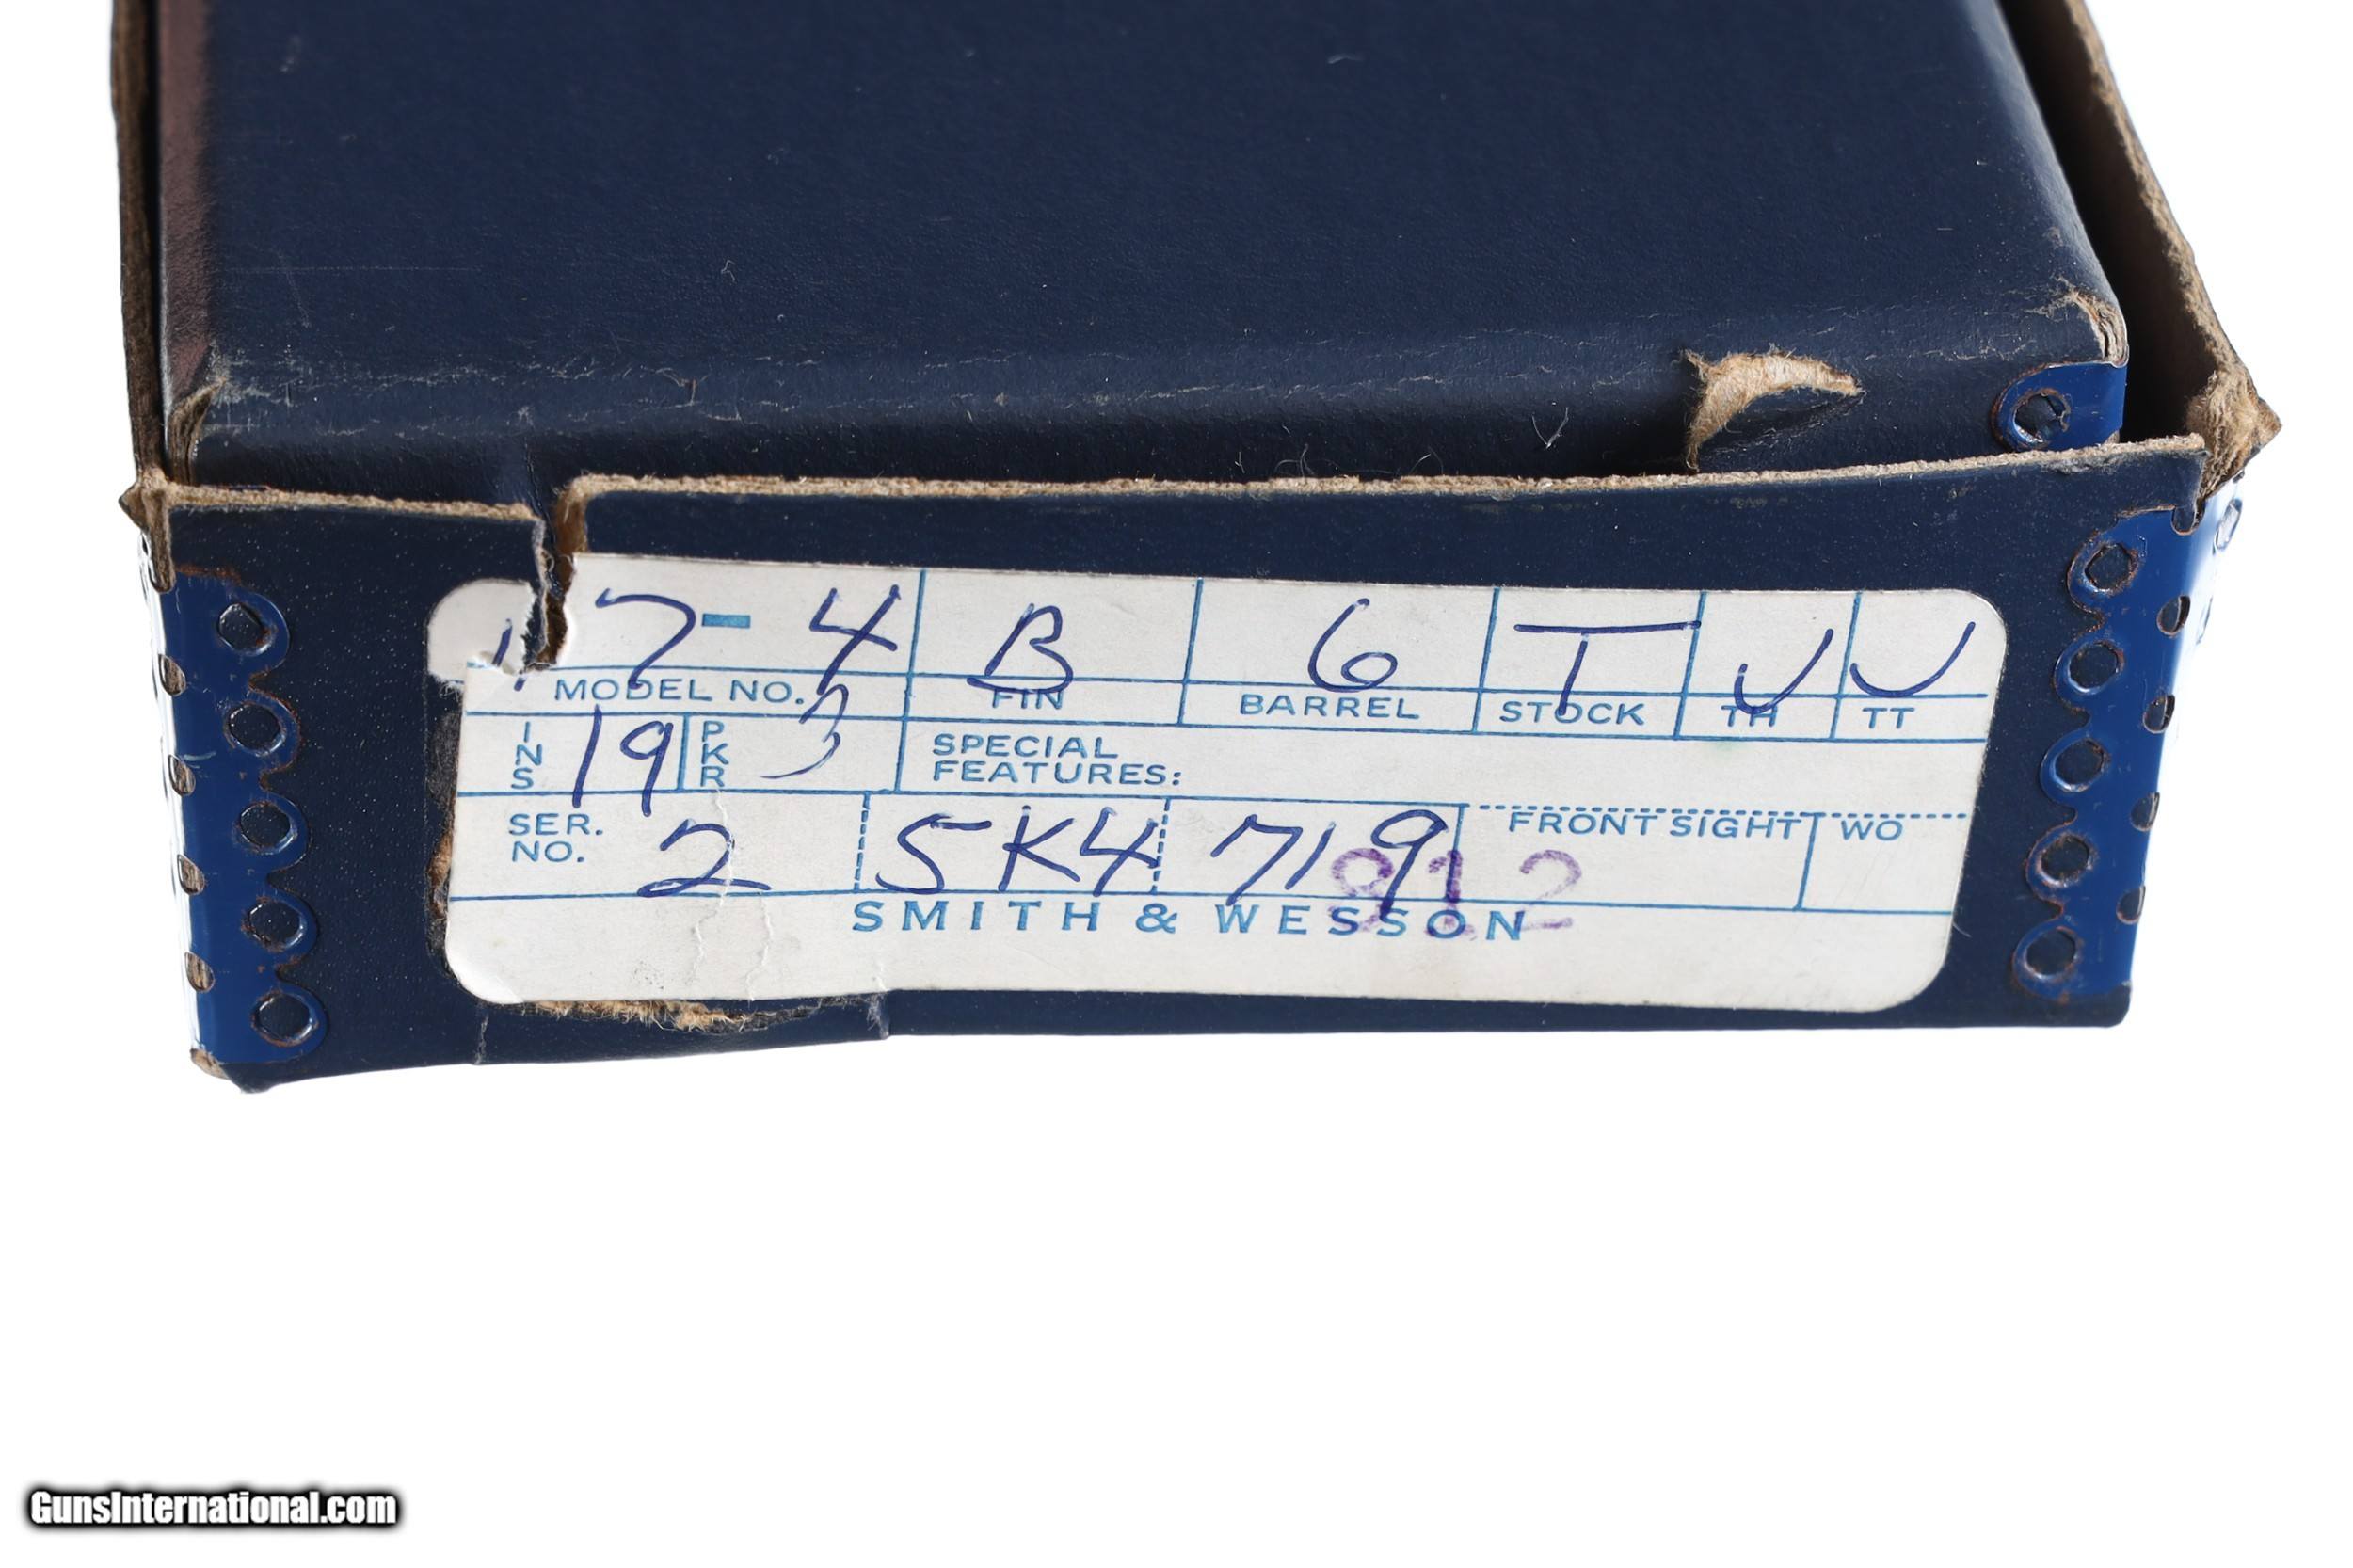 17-4 B 6 T J J
MODEL NO. FIN BARREL STOCK TH TT
INS 19 PKR 3 SPECIAL
FEATURES:
SER.
NO. 2 5K4 719 FRONT SIGHT WO
912
SMITH & WESSON
GunsInternational.com